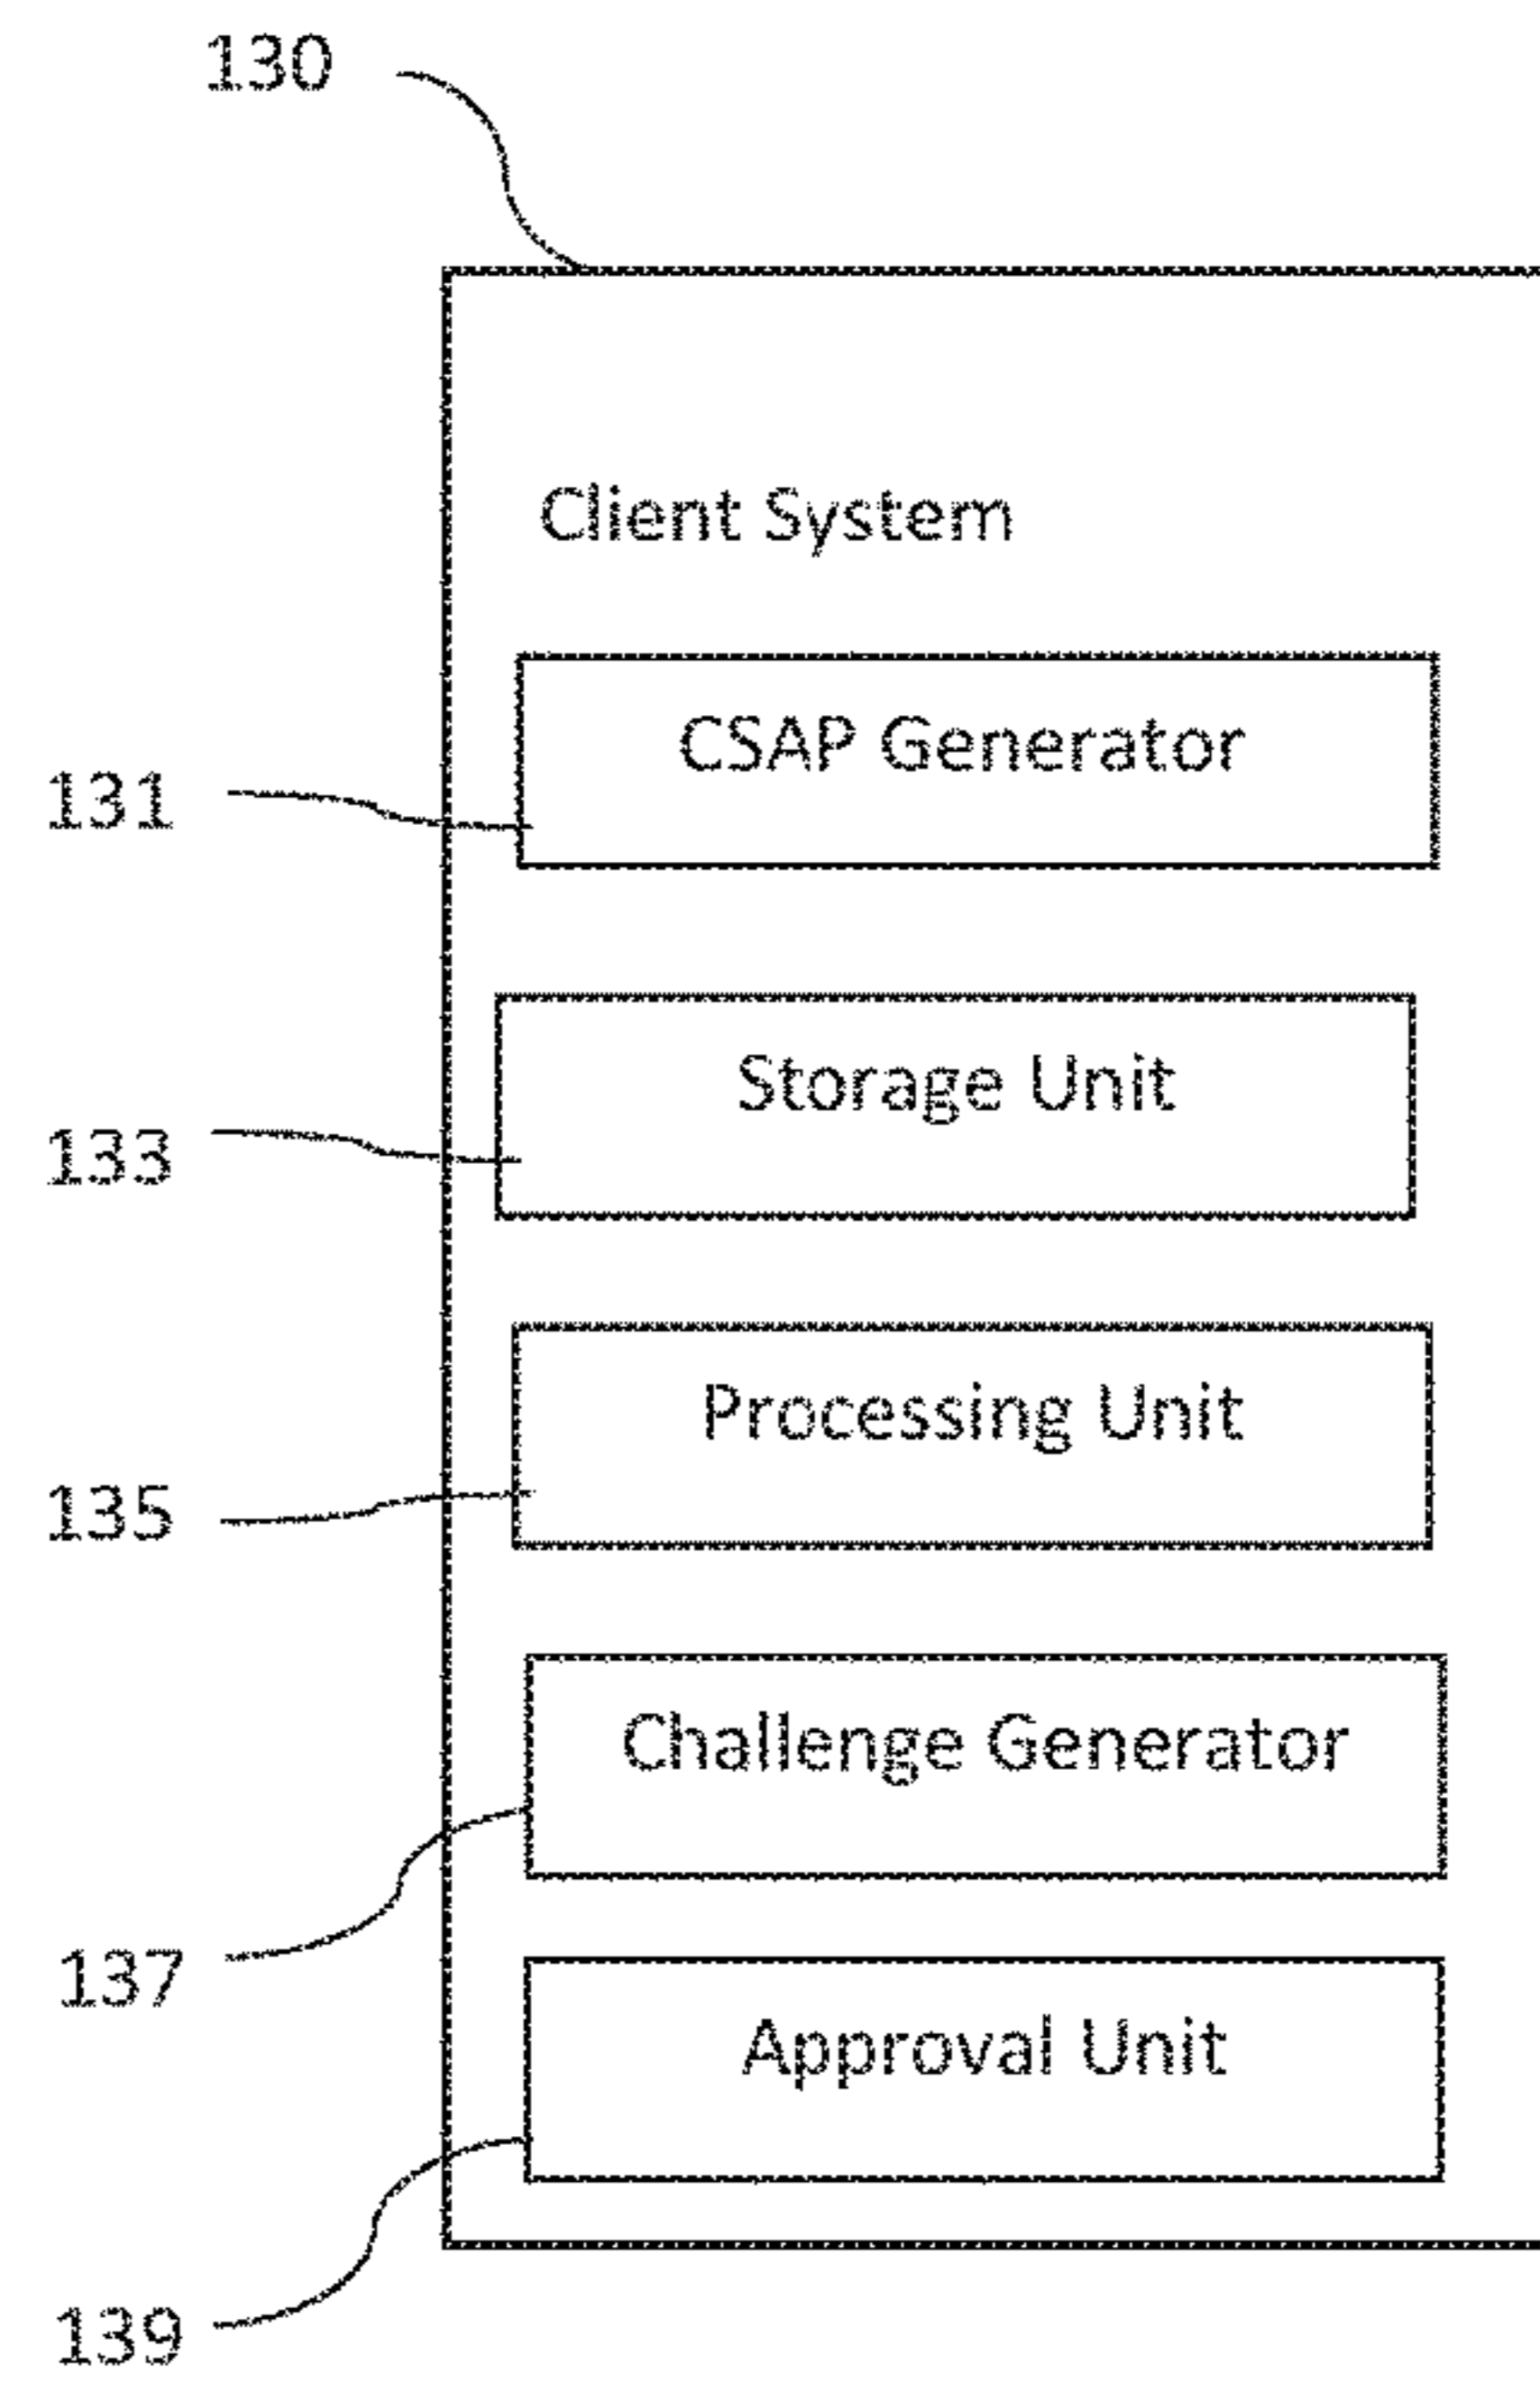 130
Client System
CSAP Generator
131
Storage Unit
133
Processing Unit
135
Challenge Generator
137
Approval Unit
139